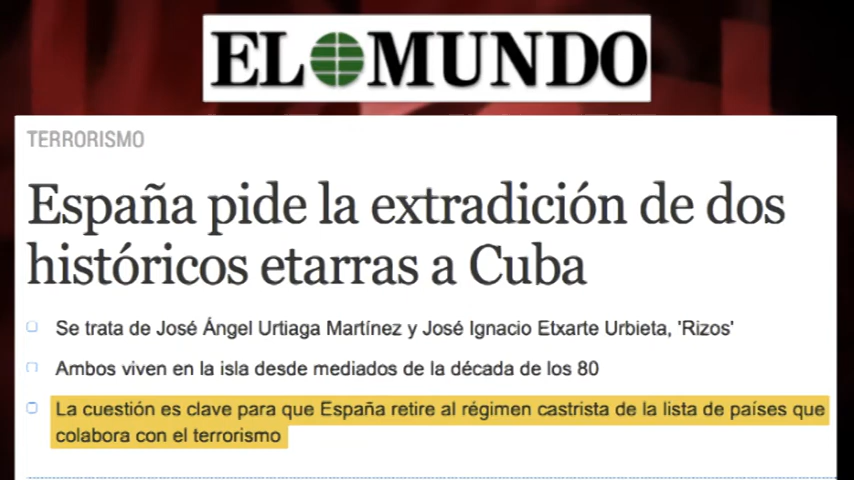 EL MUNDO
TERRORISMO
España pide la extradición de dos
históricos etarras a Cuba
Se trata de José Ángel Urtiaga Martínez y José Ignacio Etxarte Urbieta, 'Rizos'
Ambos viven en la isla desde mediados de la década de los 80
La cuestión es clave para que España retire al régimen castrista de la lista de países que
colabora con el terrorismo